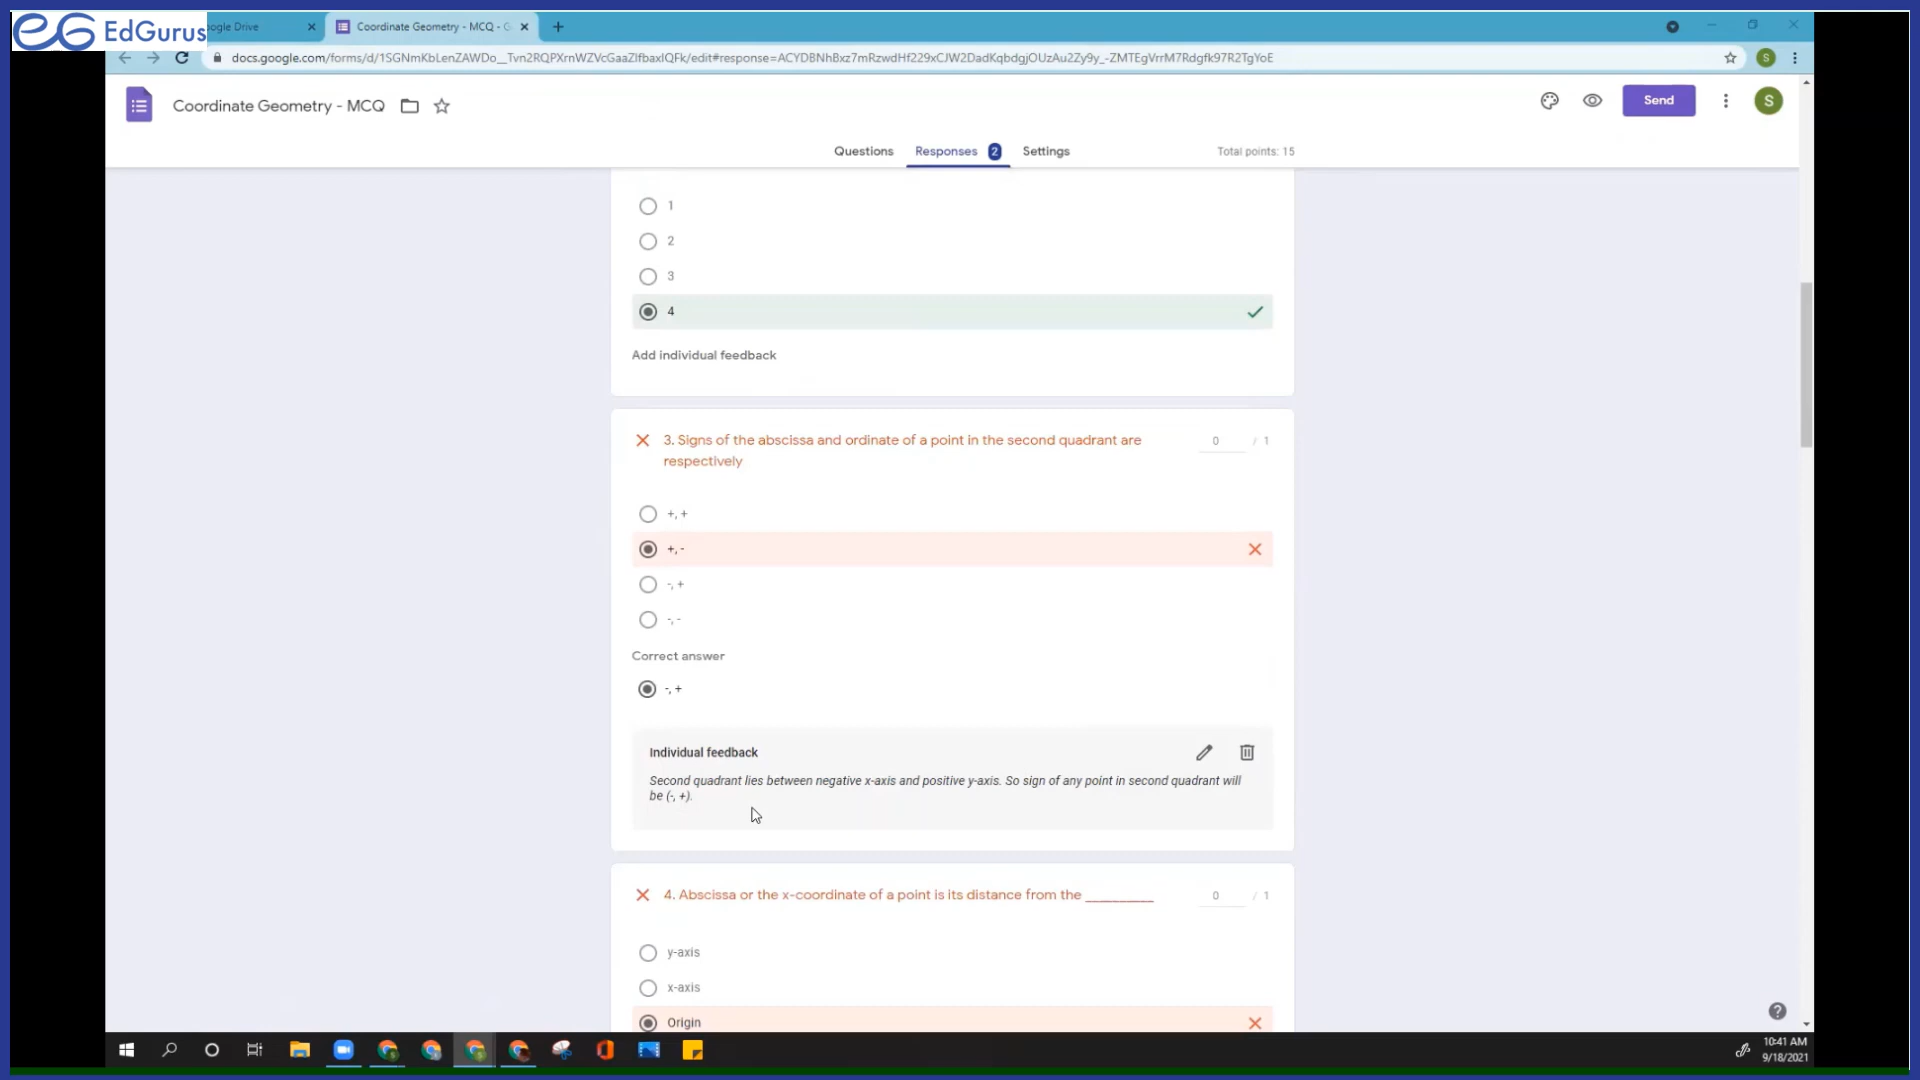 EdGurus
ogle Drive
Coordinate Geometry - MCQ - G
docs.google.com/forms/d/1SGNmKbLenZAWDo__Tvn2RQPXrnWZVcGaaZlfbaxIQFk/edit#response=ACYDBNhBxz7mRzwdHf229xCJW2DadKqbdgjOUzAu2Zy9y_-ZMTEgVrrM7Rdgfk97R2TgYoE
S
Coordinate Geometry - MCQ
Send
S
Questions
Responses 2
Settings
Total points: 15
1
2
3
4
Add individual feedback
3. Signs of the abscissa and ordinate of a point in the second quadrant are
respectively
0 / 1
+, +
+, -
-, +
-, -
Correct answer
-, +
Individual feedback
Second quadrant lies between negative x-axis and positive y-axis. So sign of any point in second quadrant will
be (-, +).
4. Abscissa or the x-coordinate of a point is its distance from the __________
0 / 1
y-axis
x-axis
Origin
10:41 AM
9/18/2021